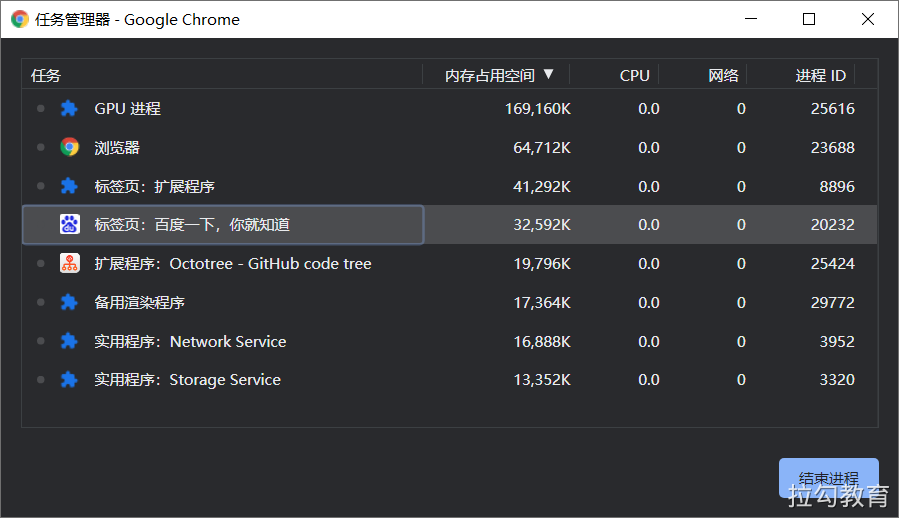 任务管理器 - Google Chrome
任务 内存占用空间 ▼ CPU 网络 进程 ID
GPU 进程 169,160K 0.0 0 25616
浏览器 64,712K 0.0 0 23688
标签页：扩展程序 41,292K 0.0 0 8896
标签页：百度一下，你就知道 32,592K 0.0 0 20232
扩展程序：Octotree - GitHub code tree 19,796K 0.0 0 25424
备用渲染程序 17,364K 0.0 0 29772
实用程序：Network Service 16,888K 0.0 0 3952
实用程序：Storage Service 13,352K 0.0 0 3320
结束进程
拉勾教育